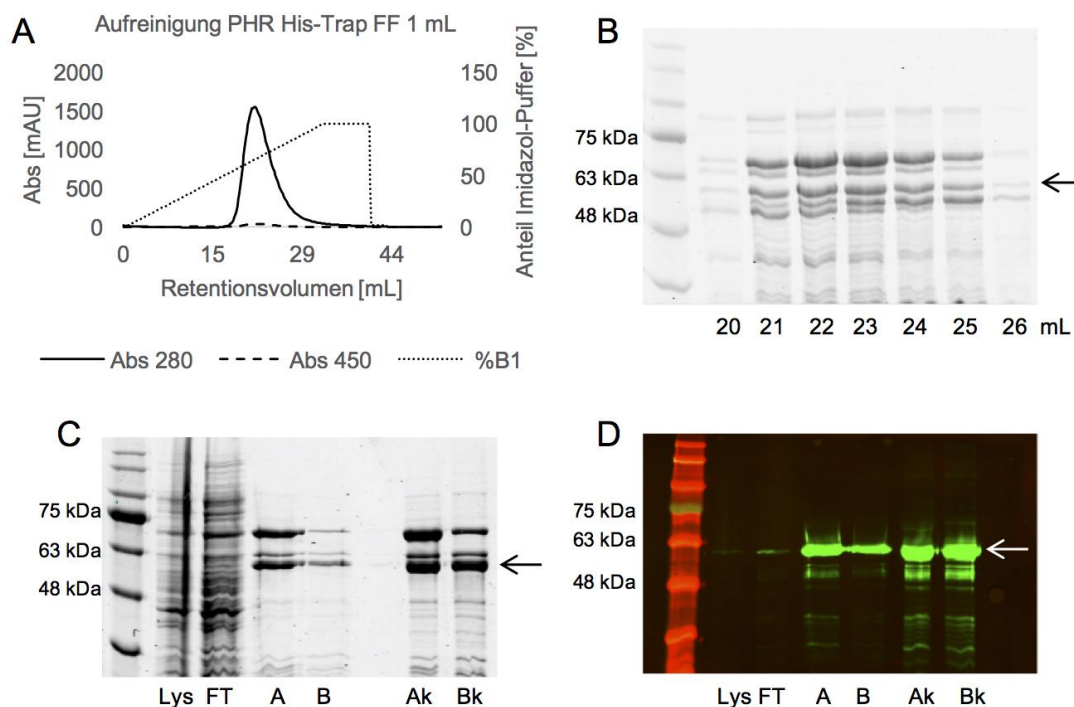 A
Aufreinigung PHR His-Trap FF 1 mL
Abs [mAU]
2000
1500
1000
500
0
150
100
50
0
Anteil Imidazol-Puffer [%]
0 15 29 44
Retentionsvolumen [mL]
Abs 280 Abs 450 %B1
B
75 kDa
63 kDa
48 kDa
20 21 22 23 24 25 26 mL
C
75 kDa
63 kDa
48 kDa
Lys FT A B Ak Bk
D
75 kDa
63 kDa
48 kDa
Lys FT A B Ak Bk